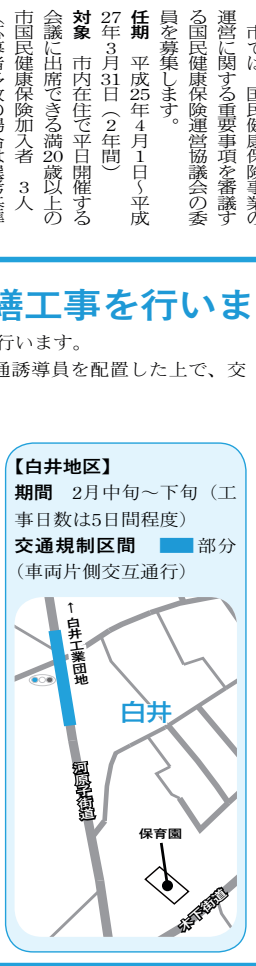 市では、国民健康保険事業の
運営に関する重要事項を審議す
る国民健康保険運営協議会の委
員を募集します。
任期　平成25年4月1日～平成
27年3月31日（2年間）
対象　市内在住で平日開催する
会議に出席できる満20歳以上の
市国民健康保険加入者　3人
繕工事を行いま
行います。
通誘導員を配置した上で、交
【白井地区】
期間　2月中旬～下旬（工
事日数は5日間程度）
交通規制区間　部分
（車両片側交互通行）
↑白井工業団地
白井
河原子街道
保育園
木下街道